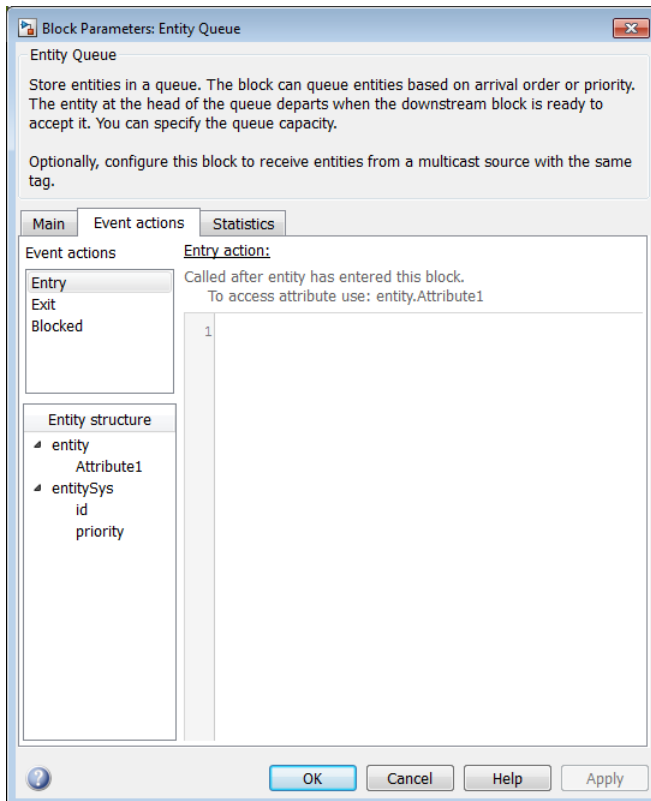 Block Parameters: Entity Queue
Entity Queue
Store entities in a queue. The block can queue entities based on arrival order or priority.
The entity at the head of the queue departs when the downstream block is ready to
accept it. You can specify the queue capacity.
Optionally, configure this block to receive entities from a multicast source with the same
tag.
Main Event actions Statistics
Event actions
Entry
Exit
Blocked
Entity structure
entity
Attribute1
entitySys
id
priority
Entry action:
Called after entity has entered this block.
To access attribute use: entity.Attribute1
1
? OK Cancel Help Apply